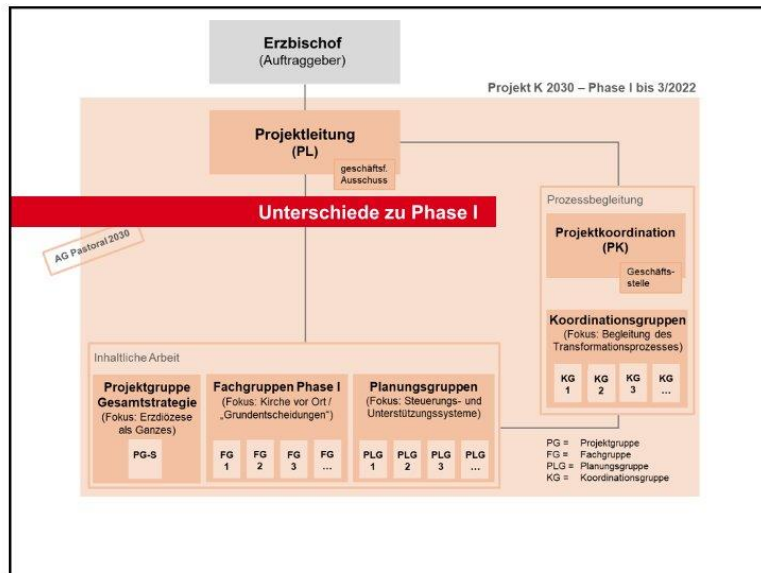 Erzbischof
(Auftraggeber)
Projekt K 2030 – Phase I bis 3/2022
Projektleitung
(PL)
geschäftsf.
Ausschuss
Unterschiede zu Phase I
AG Pastoral 2030
Prozessbegleitung
Projektkoordination
(PK)
Geschäfts-
stelle
Koordinationsgruppen
(Fokus: Begleitung des
Transformationsprozesses)
KG
1
KG
2
KG
3
KG
...
Inhaltliche Arbeit
Projektgruppe
Gesamtstrategie
(Fokus: Erzdiözese
als Ganzes)
PG-S
Fachgruppen Phase I
(Fokus: Kirche vor Ort /
„Grundentscheidungen“)
FG
1
FG
2
FG
3
FG
...
Planungsgruppen
(Fokus: Steuerungs- und
Unterstützungssysteme)
PLG
1
PLG
2
PLG
3
PLG
...
PG = Projektgruppe
FG = Fachgruppe
PLG = Planungsgruppe
KG = Koordinationsgruppe